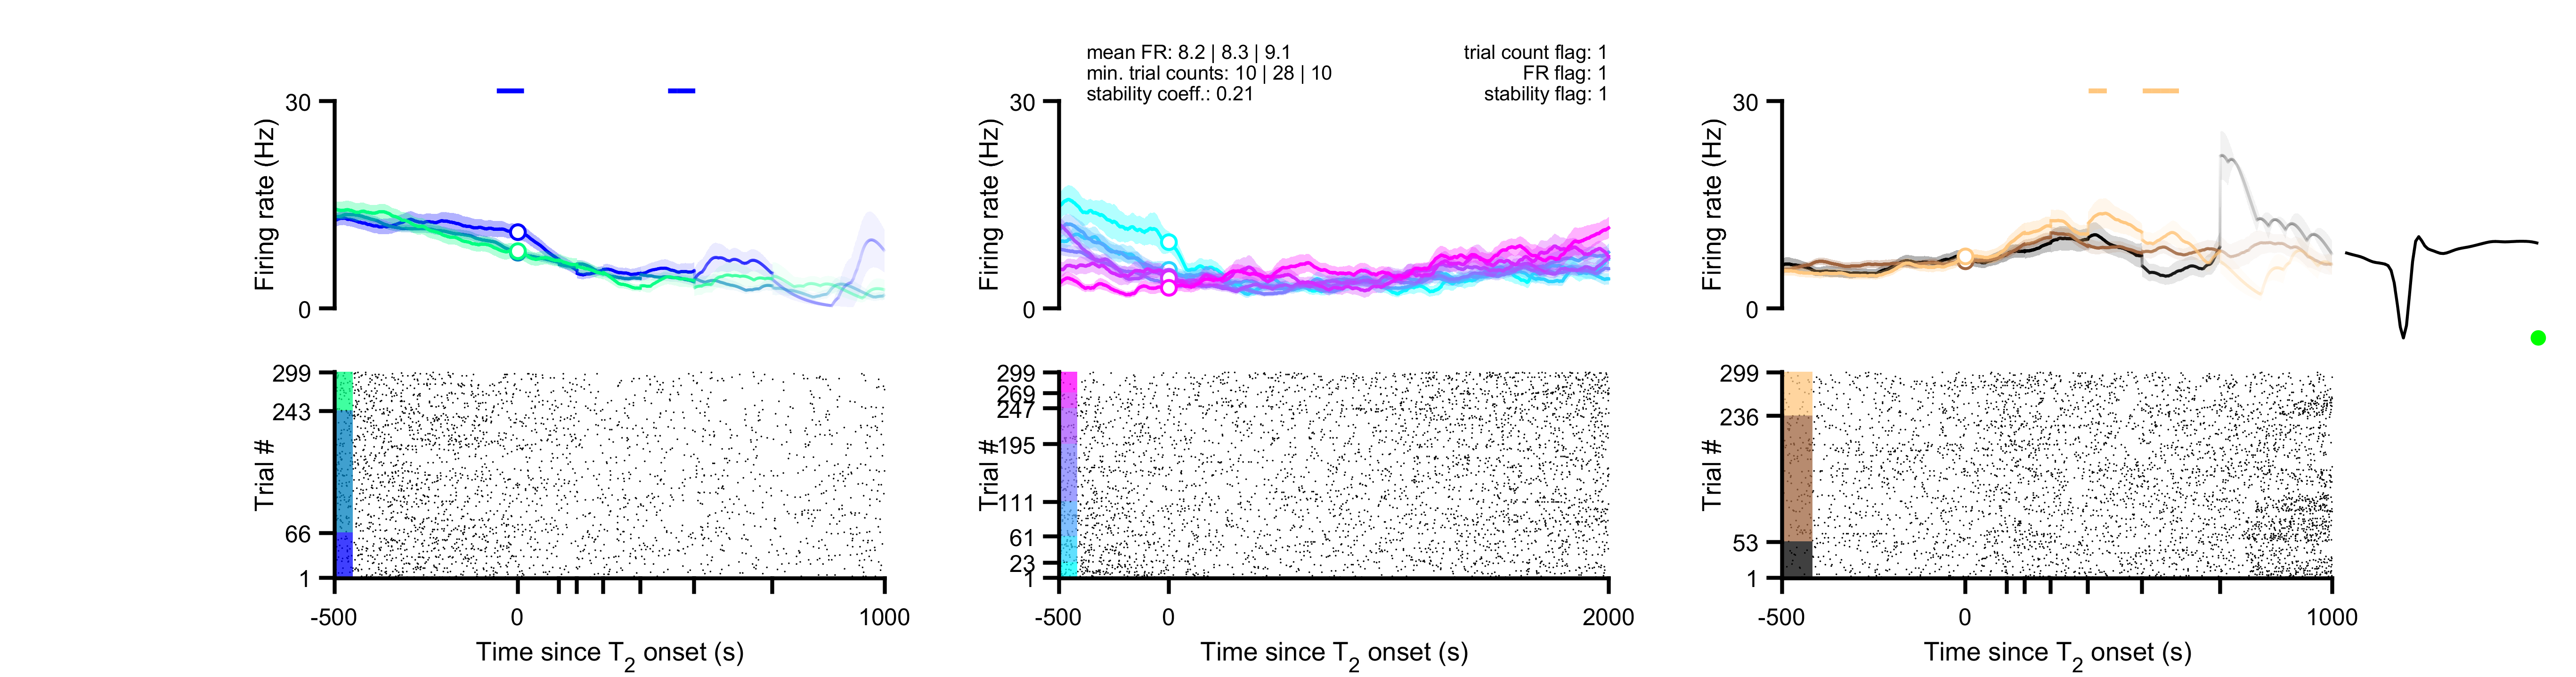 mean FR: 8.2 | 8.3 | 9.1
min. trial counts: 10 | 28 | 10
stability coeff.: 0.21
trial count flag: 1
FR flag: 1
stability flag: 1
30
Firing rate (Hz)
0
30
Firing rate (Hz)
0
30
Firing rate (Hz)
0
299
243
Trial #
66
1
-500
0
1000
Time since T2 onset (s)
299
269
247
195
Trial #
111
61
23
1
-500
0
2000
Time since T2 onset (s)
299
236
Trial #
53
1
-500
0
1000
Time since T2 onset (s)